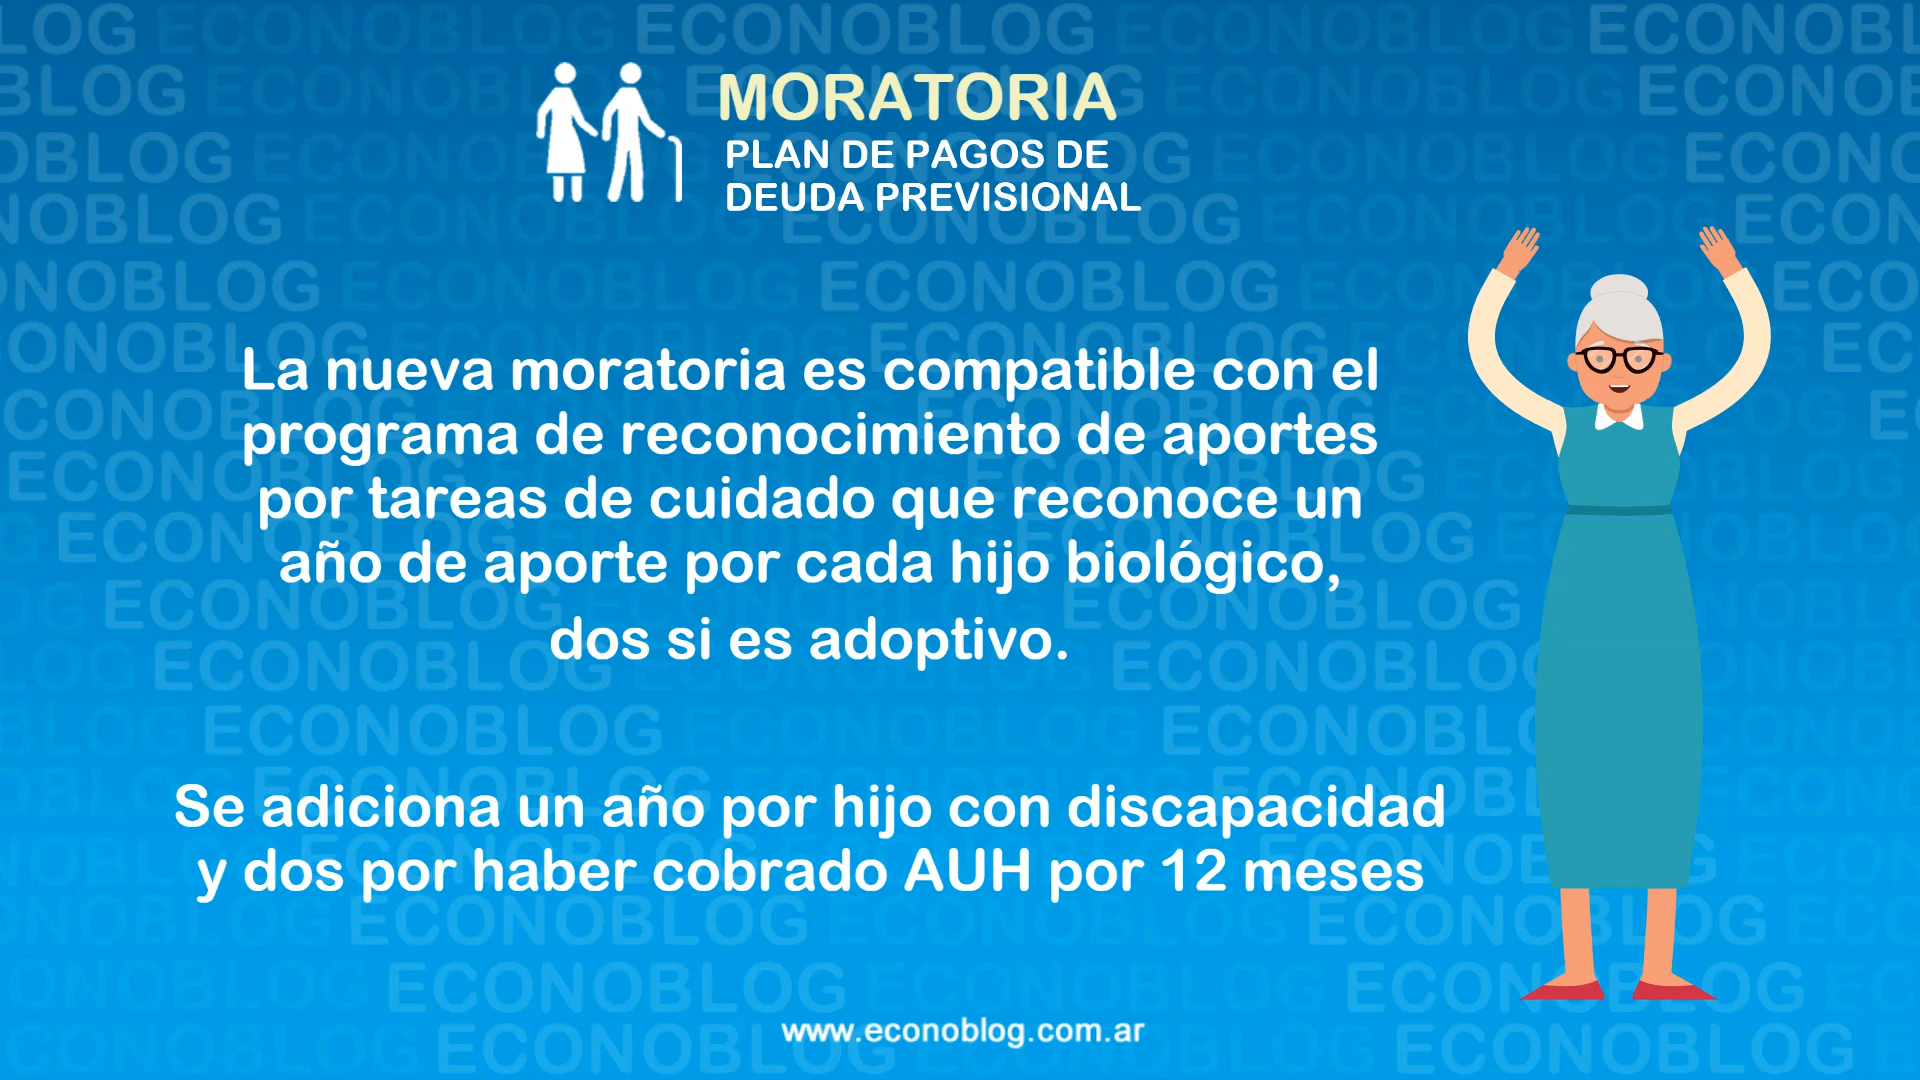 MORATORIA
PLAN DE PAGOS DE
DEUDA PREVISIONAL
La nueva moratoria es compatible con el
programa de reconocimiento de aportes
por tareas de cuidado que reconoce un
año de aporte por cada hijo biológico,
dos si es adoptivo.
Se adiciona un año por hijo con discapacidad
y dos por haber cobrado AUH por 12 meses
www.econoblog.com.ar
ECONOBLOG